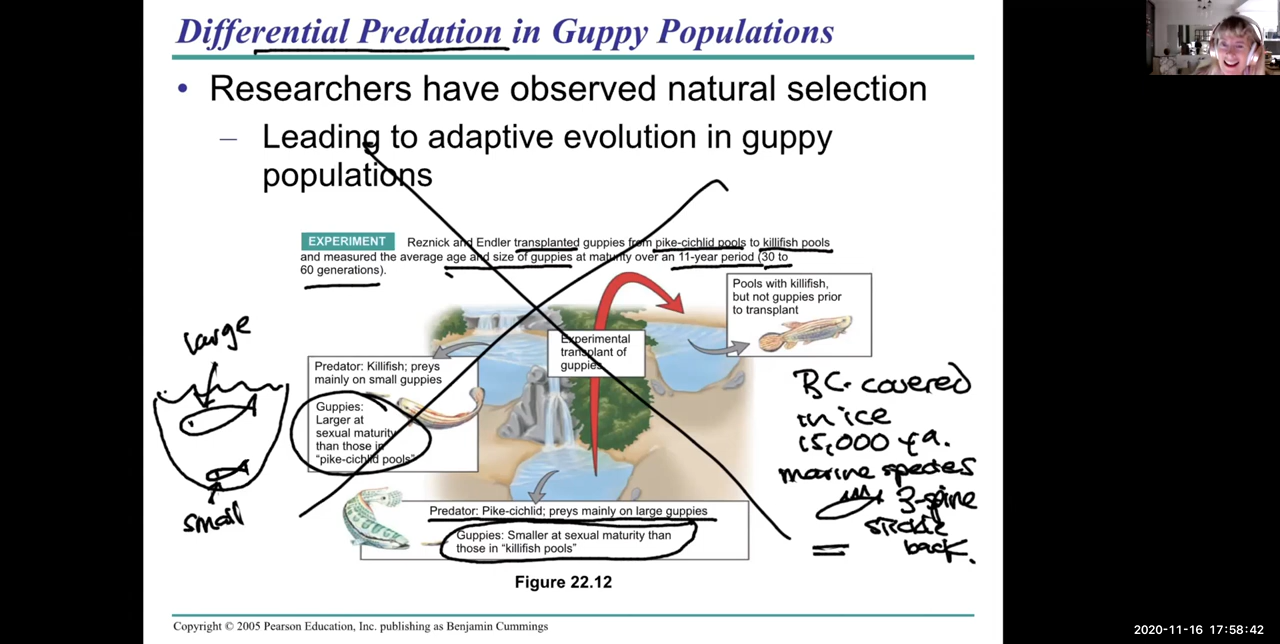 Differential Predation in Guppy Populations
• Researchers have observed natural selection
– Leading to adaptive evolution in guppy
populations
EXPERIMENT Reznick and Endler transplanted guppies from pike-cichlid pools to killifish pools
and measured the average age and size of guppies at maturity over an 11-year period (30 to
60 generations).
Pools with killifish,
but not guppies prior
to transplant
Experimental
transplant of
guppies
Predator: Killifish; preys
mainly on small guppies
Guppies:
Larger at
sexual maturity
than those in
"pike-cichlid pools"
Predator: Pike-cichlid; preys mainly on large guppies
Guppies: Smaller at sexual maturity than
those in "killifish pools"
large
small
B.C. covered
in ice
15,000 ya.
marine species
3-spine
stickle
back.
Figure 22.12
Copyright © 2005 Pearson Education, Inc. publishing as Benjamin Cummings
2020-11-16 17:58:42